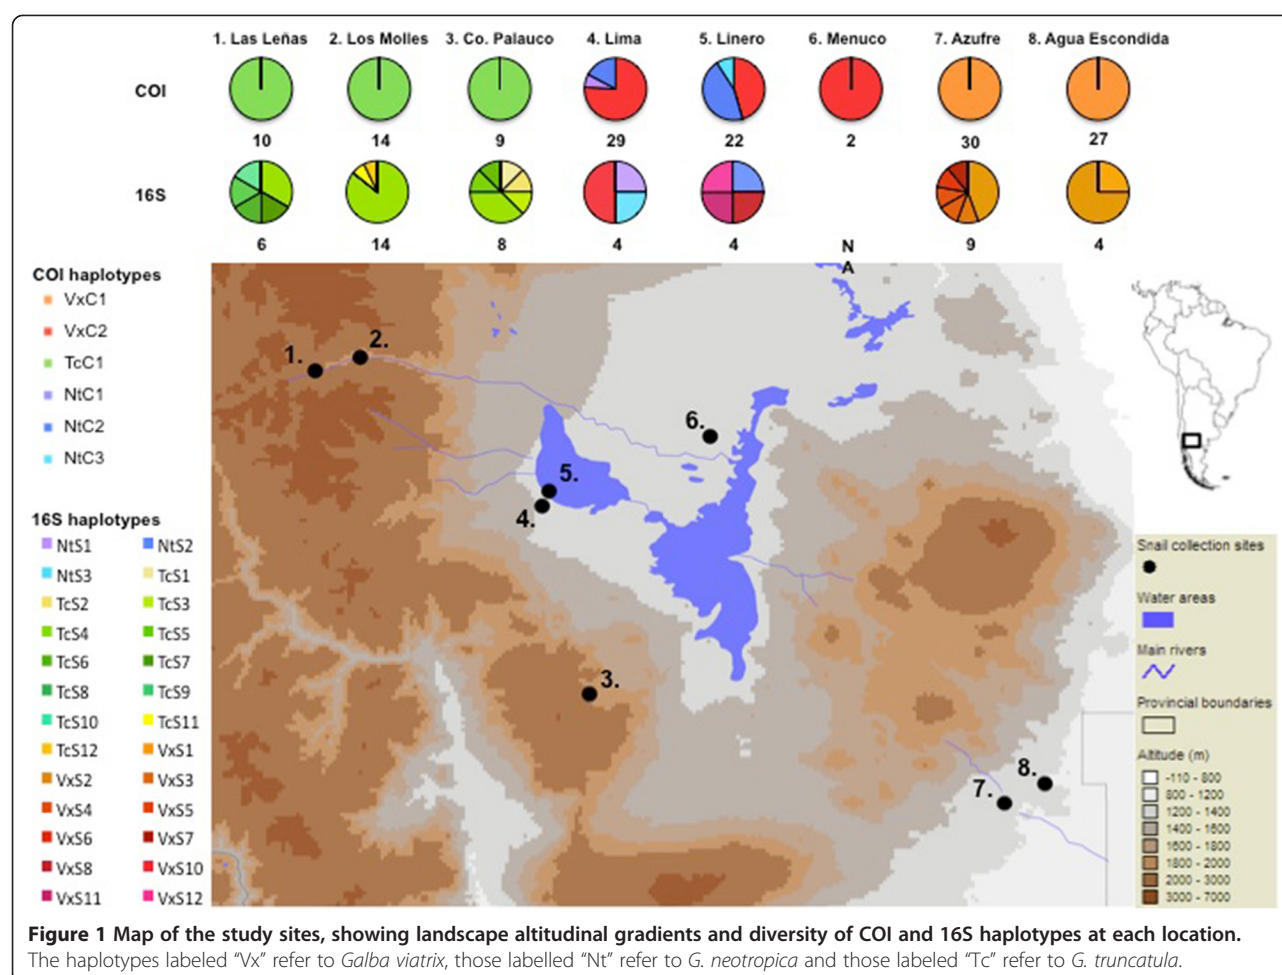 1. Las Leñas 2. Los Molles 3. Co. Palauco 4. Lima 5. Linero 6. Menuco 7. Azufre 8. Agua Escondida
COI
10 14 9 29 22 2 30 27
16S
6 14 8 4 4 N A 9 4
COI haplotypes
VxC1
VxC2
TcC1
NtC1
NtC2
NtC3
16S haplotypes
NtS1 NtS2
NtS3 TcS1
TcS2 TcS3
TcS4 TcS5
TcS6 TcS7
TcS8 TcS9
TcS10 TcS11
TcS12 VxS1
VxS2 VxS3
VxS4 VxS5
VxS6 VxS7
VxS8 VxS10
VxS11 VxS12
1. 2.
6.
5.
4.
3.
8.
7.
Snail collection sites
Water areas
Main rivers
Provincial boundaries
Altitude (m)
-110 - 800
800 - 1200
1200 - 1400
1400 - 1600
1600 - 1800
1800 - 2000
2000 - 3000
3000 - 7000
Figure 1 Map of the study sites, showing landscape altitudinal gradients and diversity of COI and 16S haplotypes at each location.
The haplotypes labeled “Vx” refer to Galba viatrix, those labelled “Nt” refer to G. neotropica and those labeled “Tc” refer to G. truncatula.